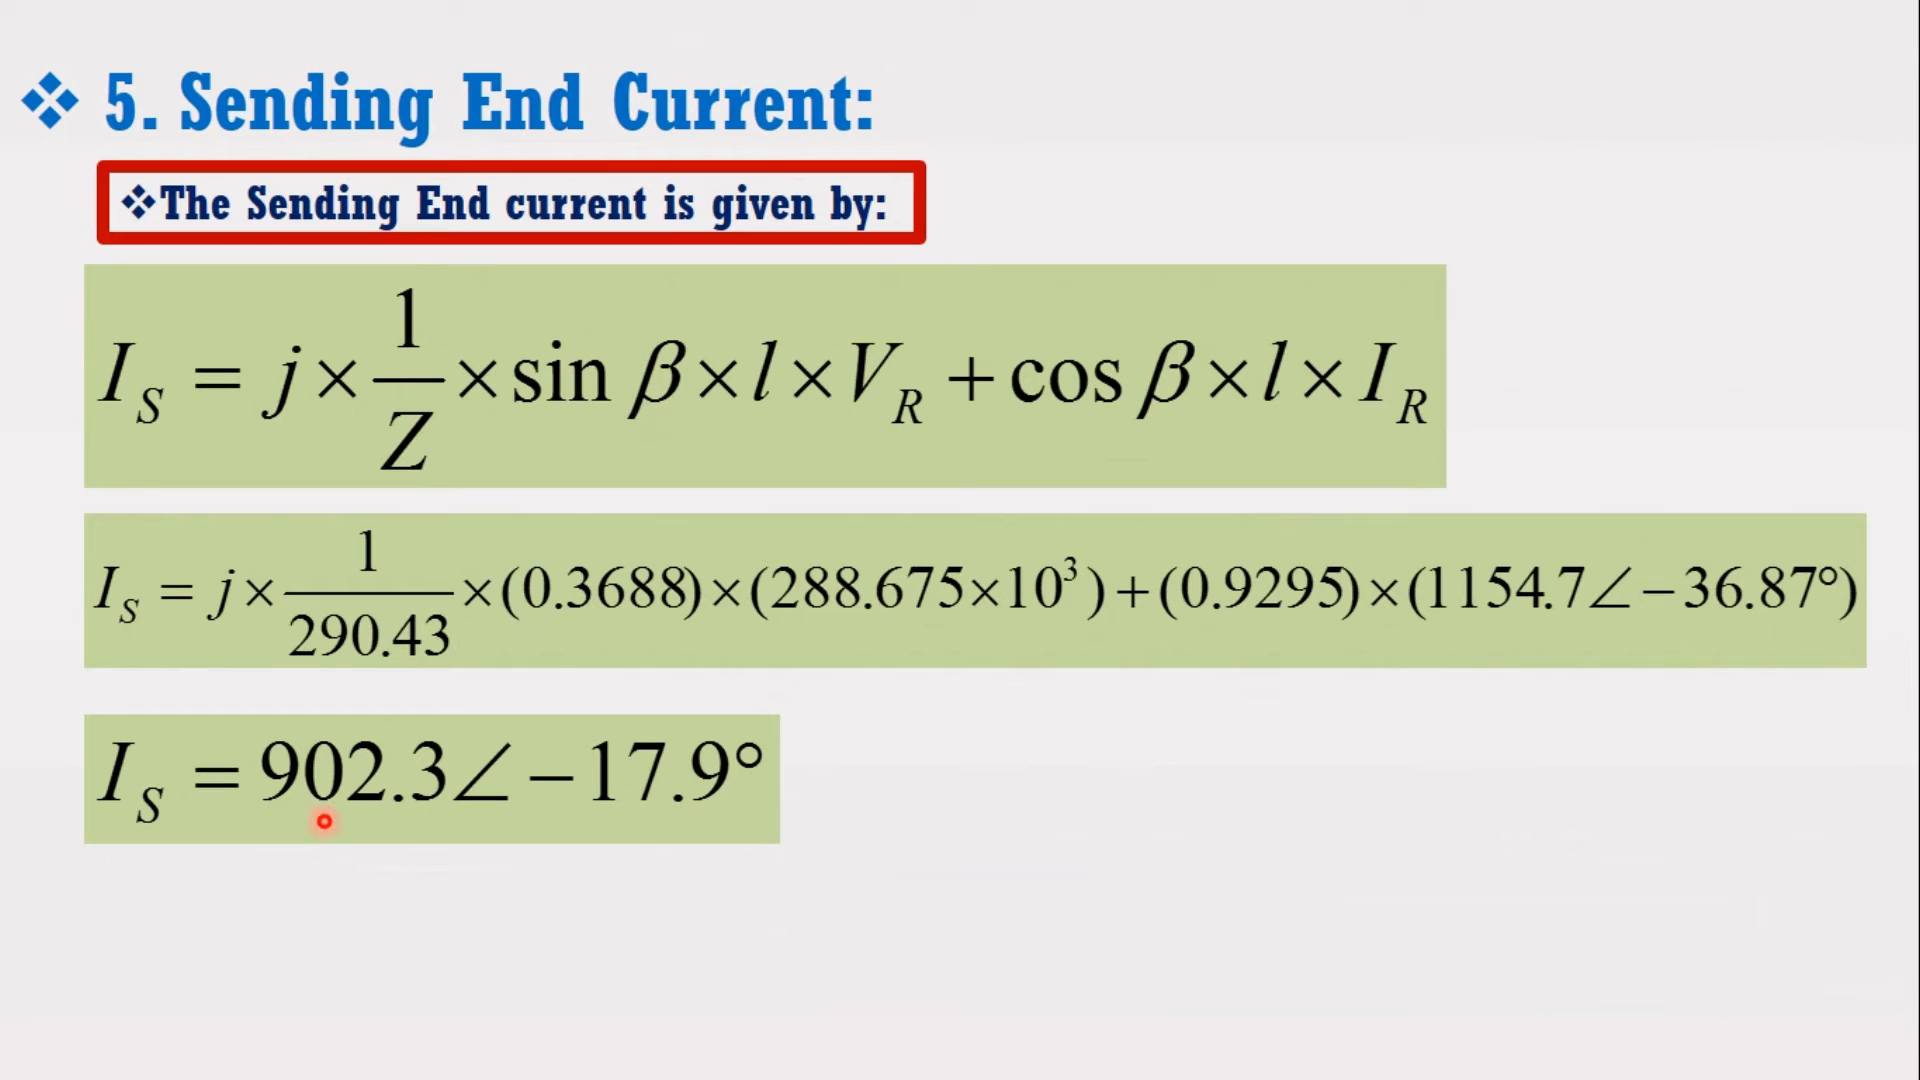 ❖ 5. Sending End Current:
❖The Sending End current is given by:
I_S = j × 1/Z × sin β × l × V_R + cos β × l × I_R
I_S = j × 1/290.43 × (0.3688) × (288.675×10³) + (0.9295) × (1154.7∠−36.87°)
I_S = 902.3∠−17.9°